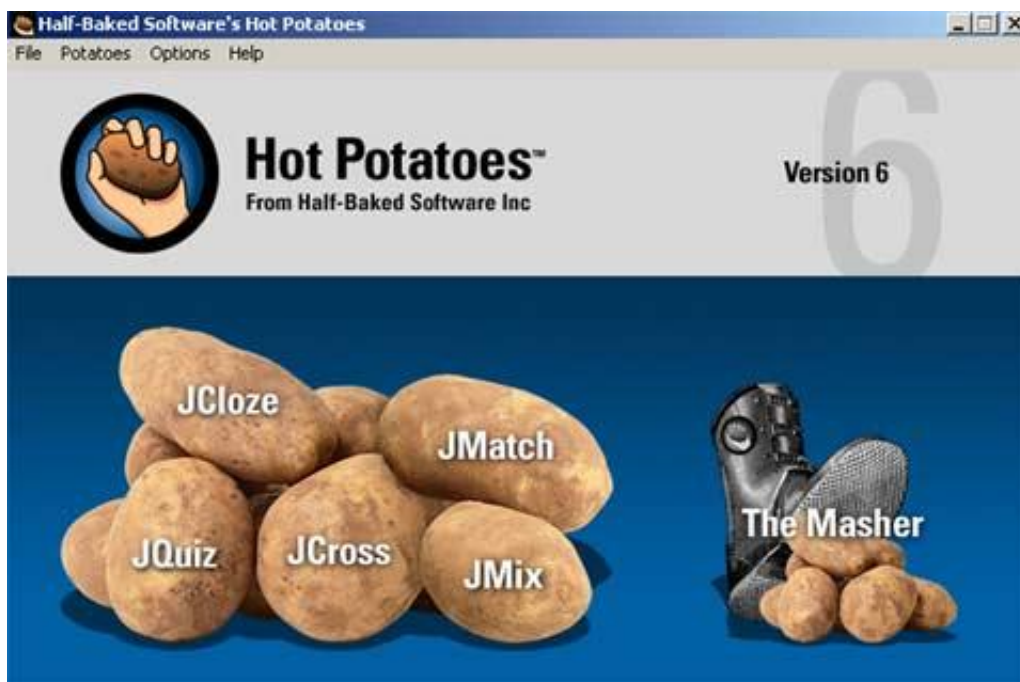 Half-Baked Software's Hot Potatoes
File Potatoes Options Help
Hot Potatoes™
From Half-Baked Software Inc
Version 6
6
JCloze
JMatch
JQuiz
JCross
JMix
The Masher